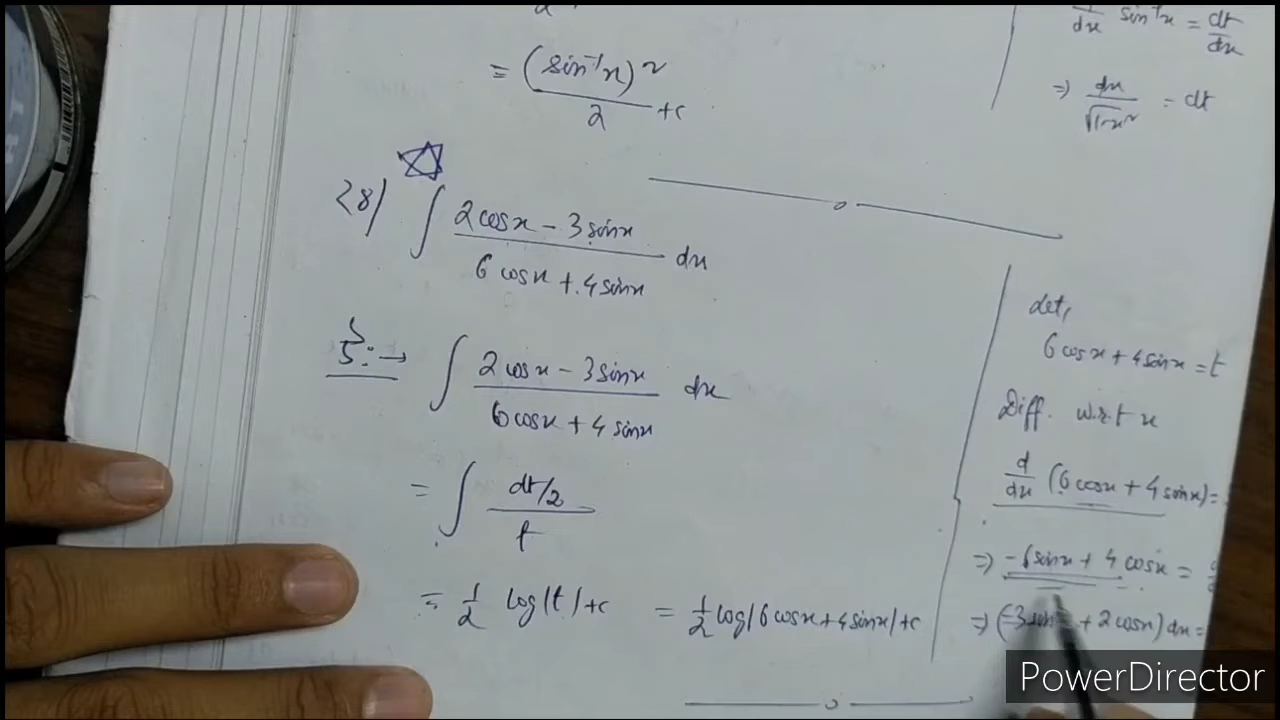 = (sin⁻¹x)²/2 + c
d/dx sin⁻¹x = dt/dx
⇒ dx/√1-x² = dt
28) ∫ 2cosx - 3sinx / 6cosx + 4sinx dx
S:→ ∫ 2cosx - 3sinx / 6cosx + 4sinx dx
= ∫ dt/2 / t
= 1/2 log|t| + c = 1/2 log|6cosx + 4sinx| + c
Let,
6cosx + 4sinx = t
Diff. w.r.t x
d/dx (6cosx + 4sinx) =
⇒ -6sinx + 4cosx =
⇒ (-3sin + 2cosx) dx =
PowerDirector